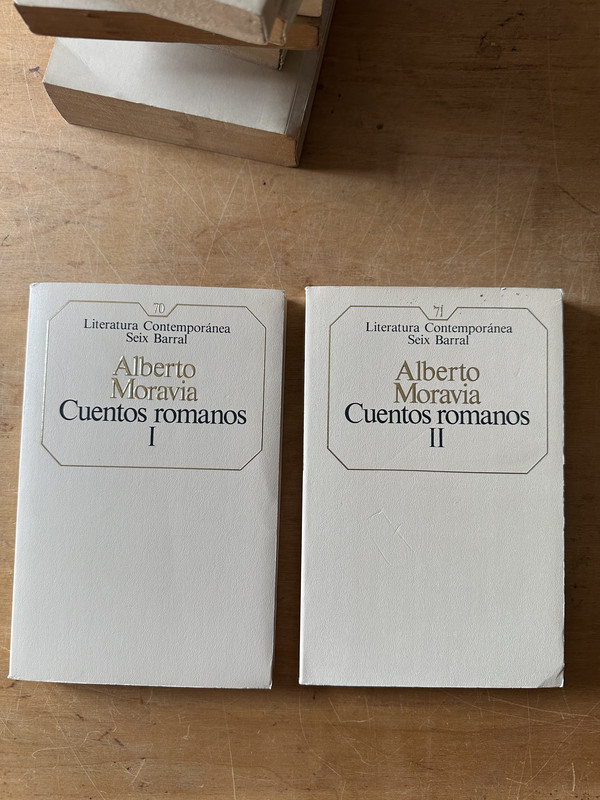 70
Literatura Contemporánea
Seix Barral
Alberto
Moravia
Cuentos romanos
I
71
Literatura Contemporánea
Seix Barral
Alberto
Moravia
Cuentos romanos
II